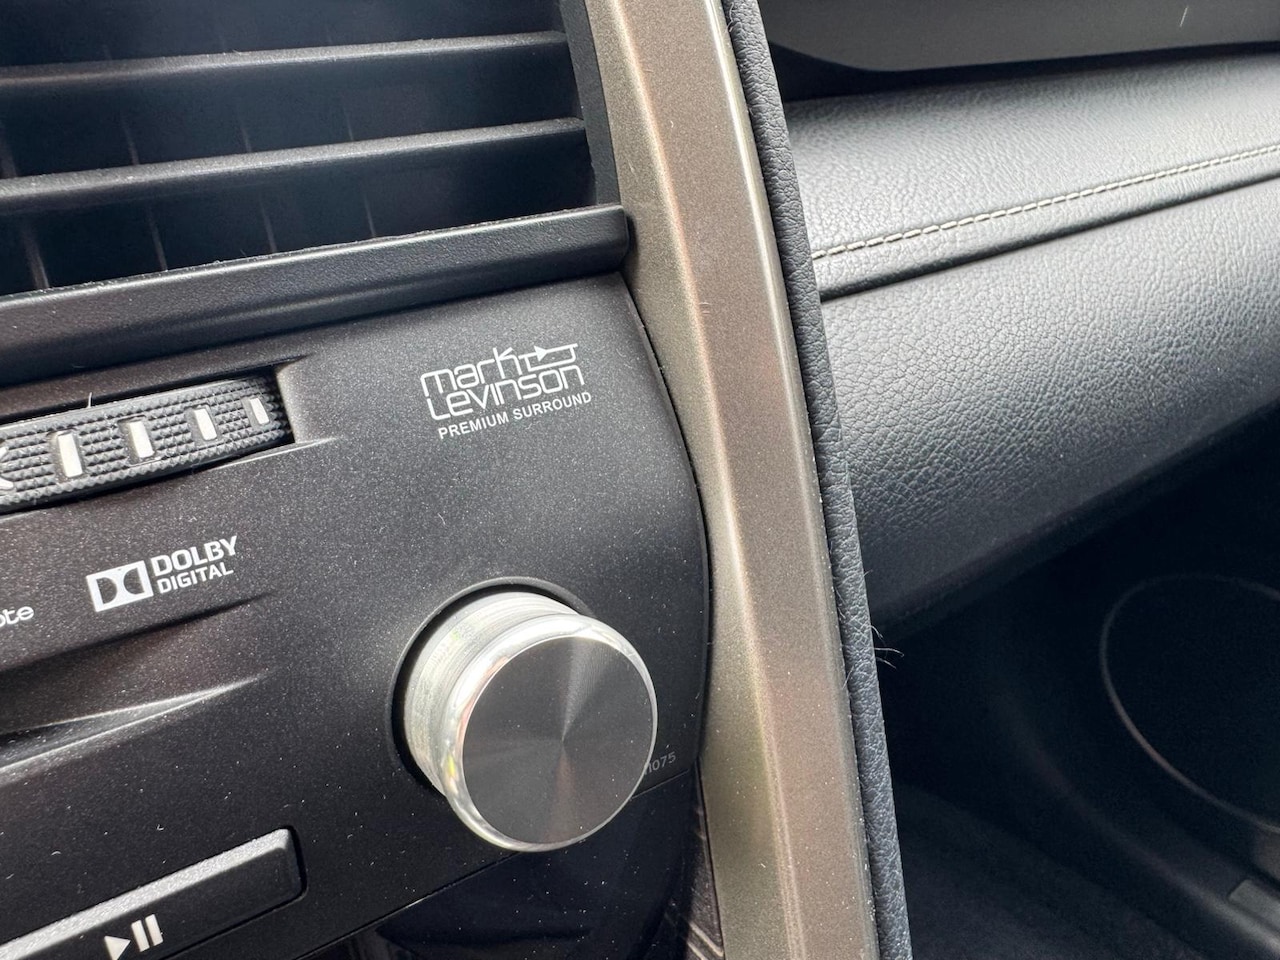 mark
Levinson
PREMIUM SURROUND
DOLBY
DIGITAL